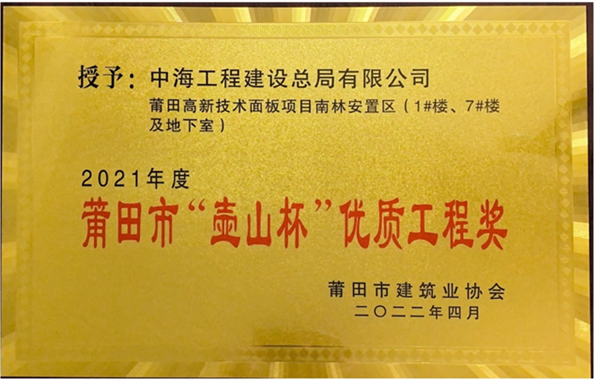 授予：中海工程建设总局有限公司
莆田高新技术面板项目南林安置区（1#楼、7#楼
及地下室）
2021年度
莆田市“壶山杯”优质工程奖
莆田市建筑业协会
二〇二二年四月